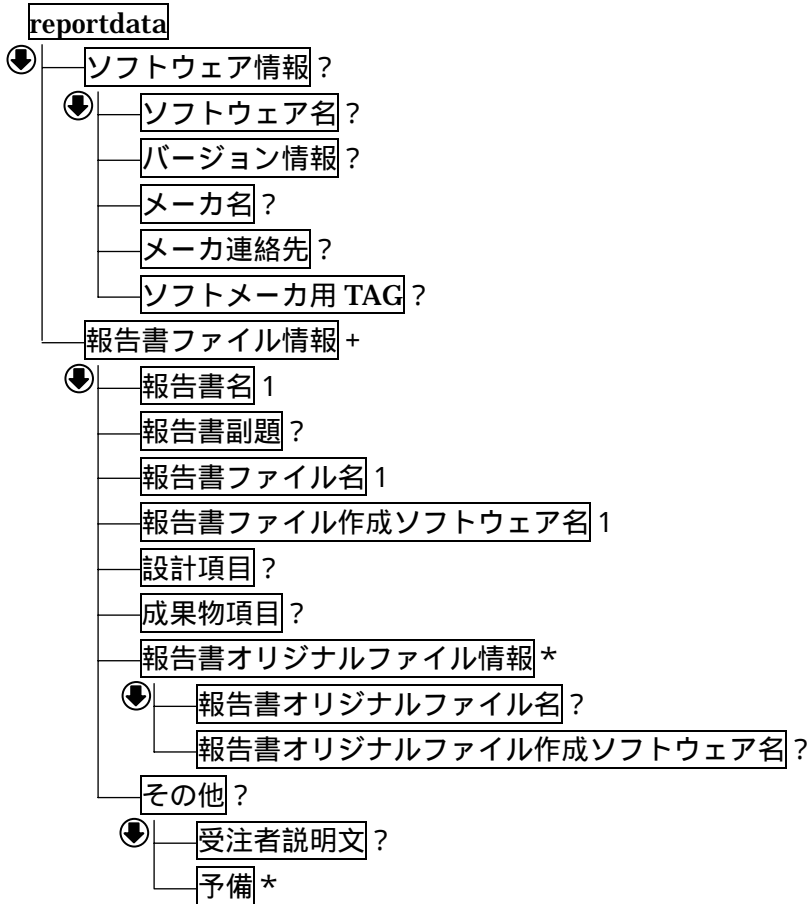 reportdata
ソフトウェア情報?
ソフトウェア名?
バージョン情報?
メーカ名?
メーカ連絡先?
ソフトメーカ用 TAG?
報告書ファイル情報+
報告書名 1
報告書副題?
報告書ファイル名 1
報告書ファイル作成ソフトウェア名 1
設計項目?
成果物項目?
報告書オリジナルファイル情報*
報告書オリジナルファイル名?
報告書オリジナルファイル作成ソフトウェア名?
その他?
受注者説明文?
予備*